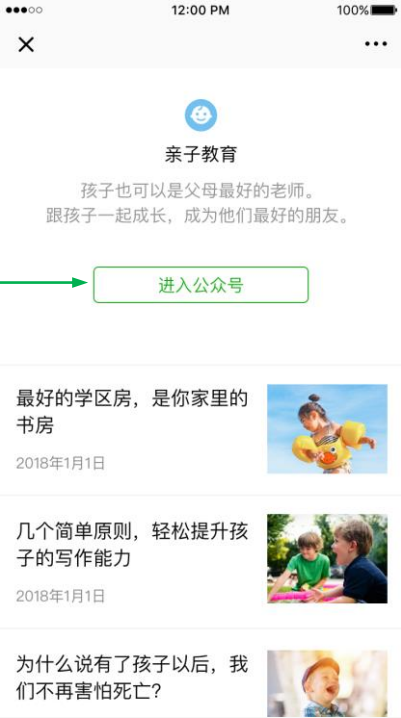 12:00 PM
100%
亲子教育
孩子也可以是父母最好的老师。
跟孩子一起成长，成为他们最好的朋友。
进入公众号
最好的学区房，是你家里的
书房
2018年1月1日
几个简单原则，轻松提升孩
子的写作能力
2018年1月1日
为什么说有了孩子以后，我
们不再害怕死亡？